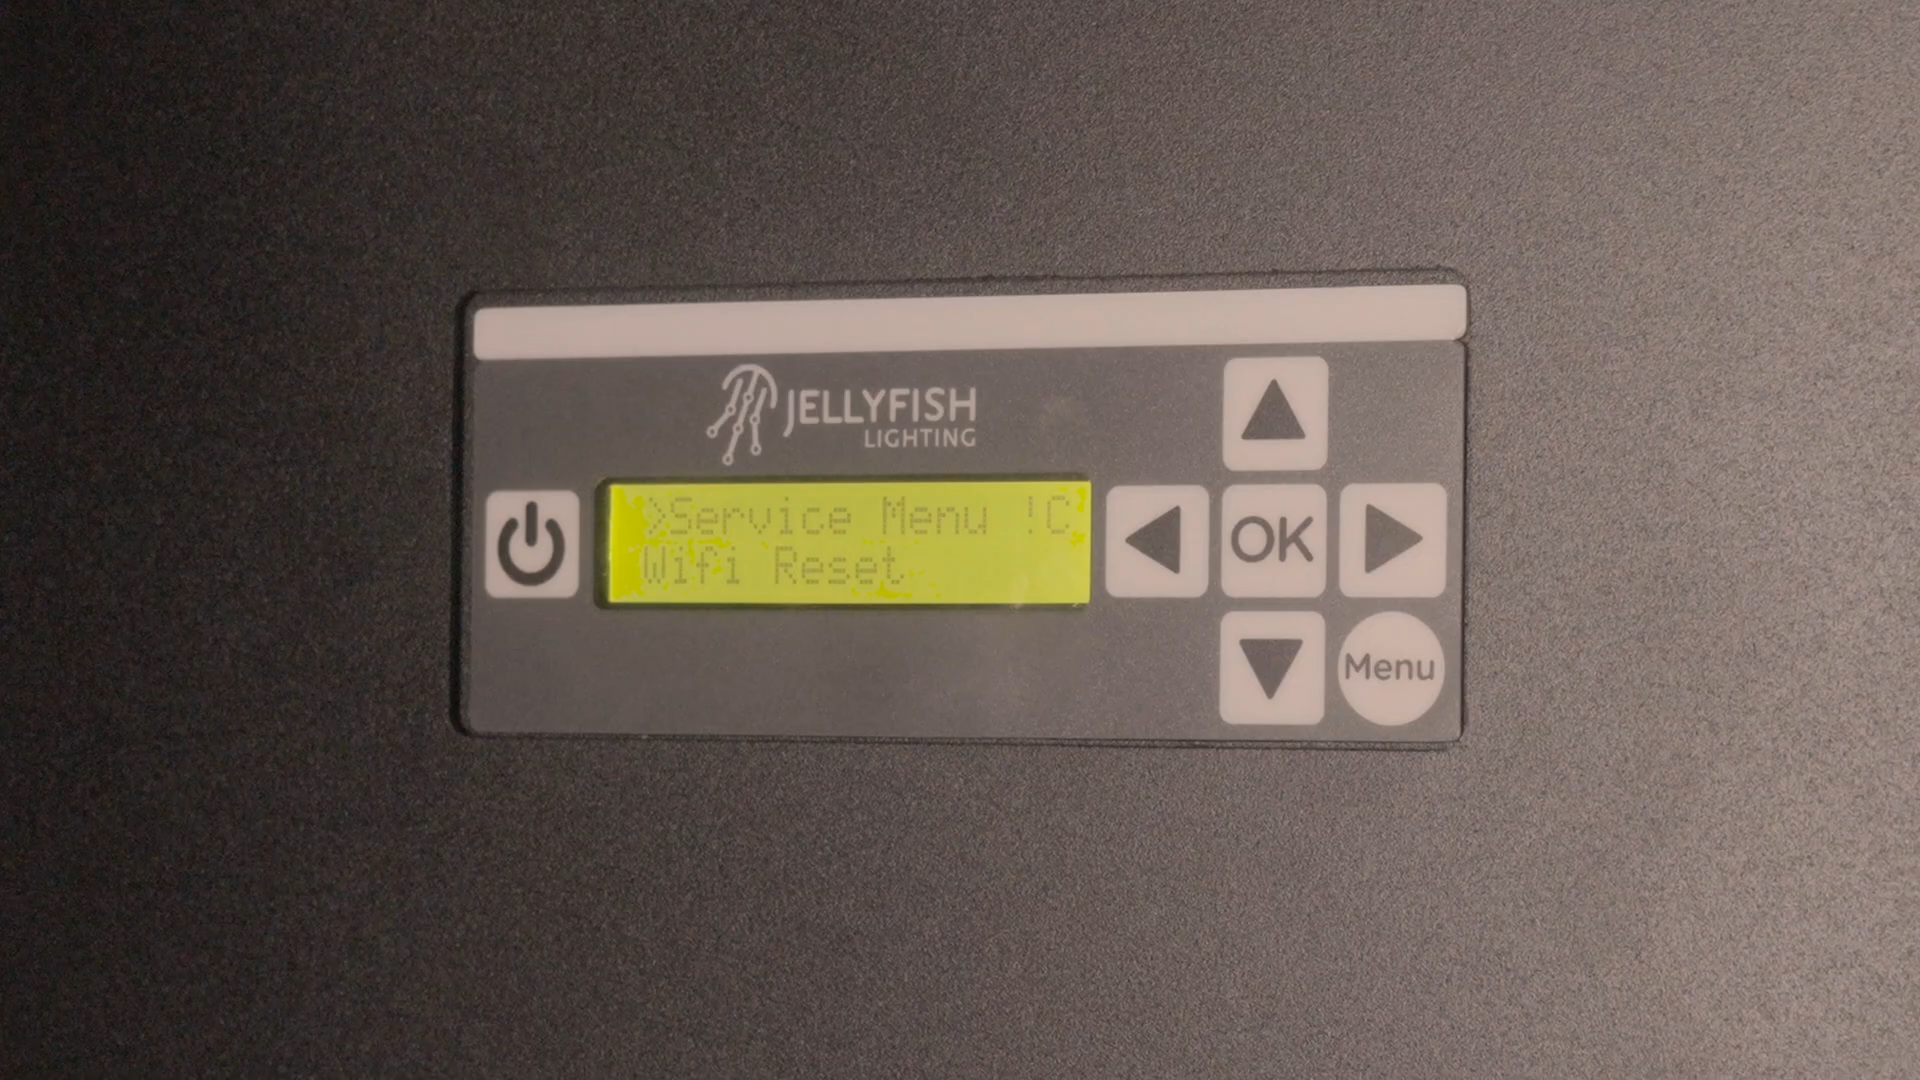 JELLYFISH
LIGHTING
>Service Menu !C
Wifi Reset
OK
Menu